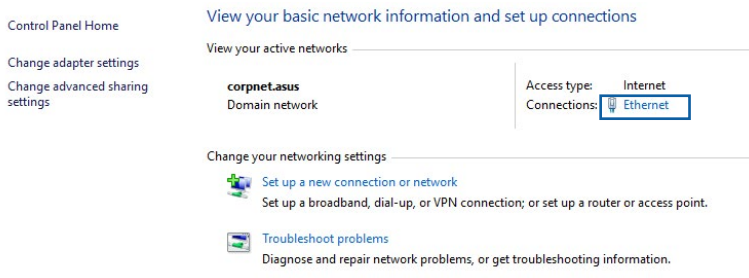 Control Panel Home
Change adapter settings
Change advanced sharing
settings
View your basic network information and set up connections
View your active networks
corpnet.asus
Domain network
Access type: Internet
Connections: Ethernet
Change your networking settings
Set up a new connection or network
Set up a broadband, dial-up, or VPN connection; or set up a router or access point.
Troubleshoot problems
Diagnose and repair network problems, or get troubleshooting information.